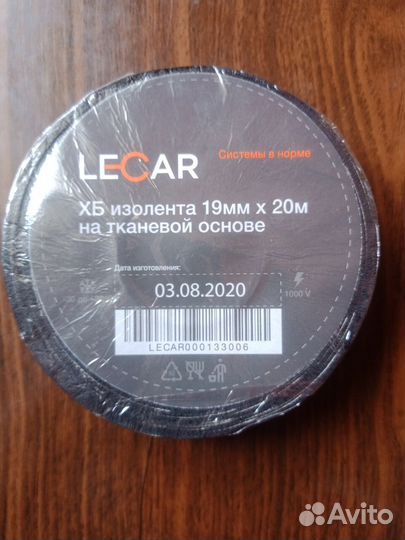 LECAR
Системы в норме
ХБ изолента 19мм х 20м
на тканевой основе
Дата изготовления:
03.08.2020
1000 V
LECAR000133006
Avito